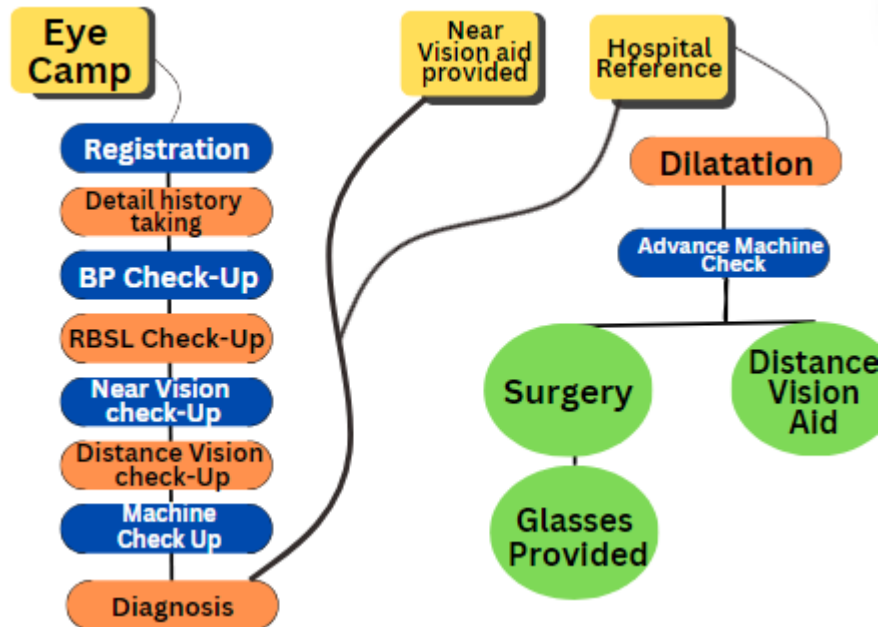 Eye
Camp
Near
Vision aid
provided
Hospital
Reference
Registration
Detail history
taking
BP Check-Up
RBSL Check-Up
Near Vision
check-Up
Distance Vision
check-Up
Machine
Check Up
Diagnosis
Dilatation
Advance Machine
Check
Surgery
Distance
Vision
Aid
Glasses
Provided